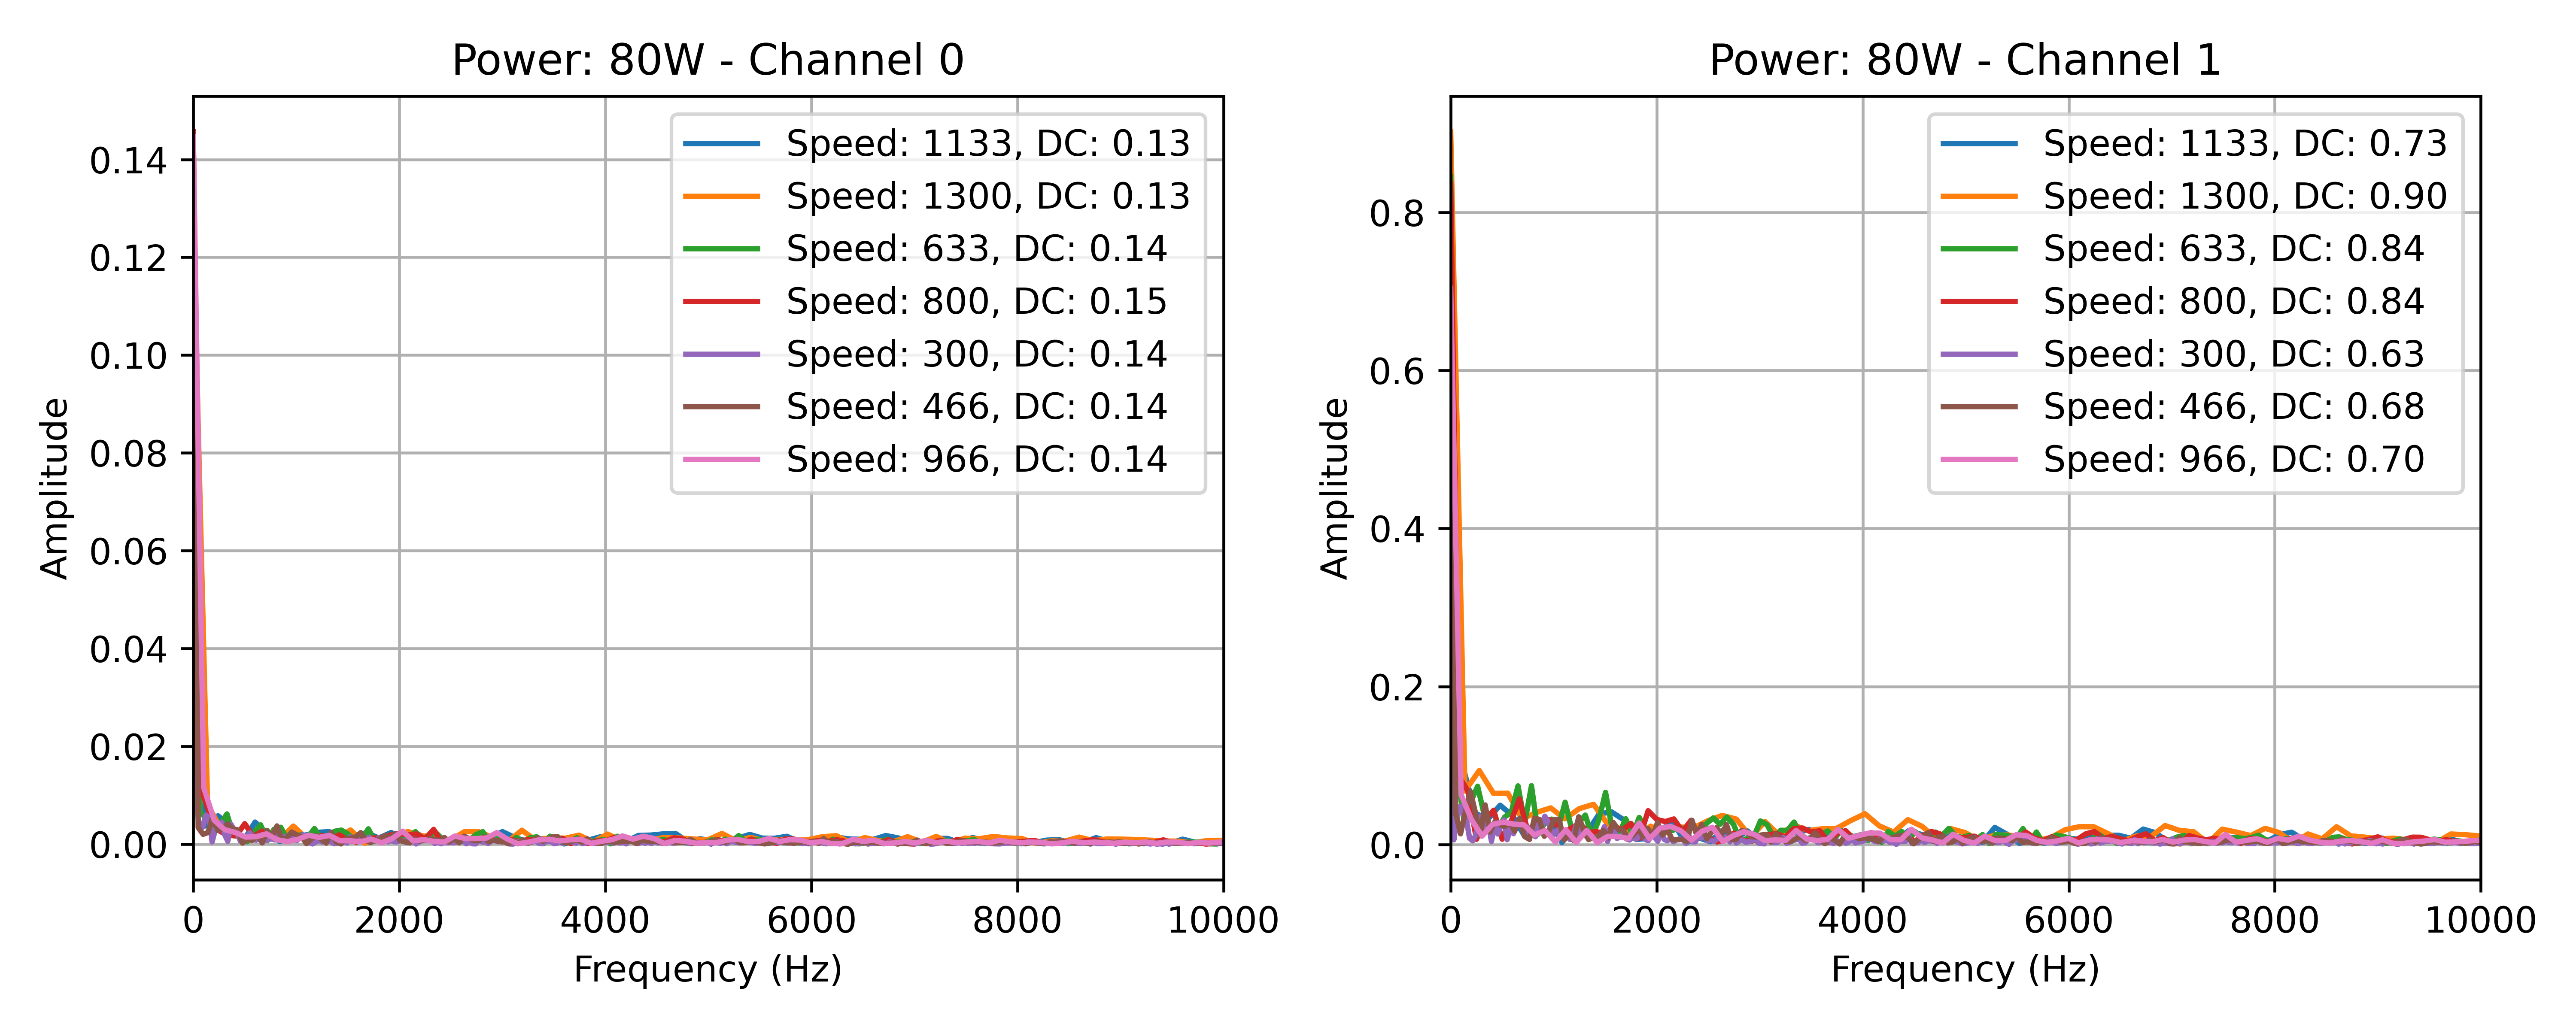 Power: 80W - Channel 0
Amplitude
0.14
0.12
0.10
0.08
0.06
0.04
0.02
0.00
Speed: 1133, DC: 0.13
Speed: 1300, DC: 0.13
Speed: 633, DC: 0.14
Speed: 800, DC: 0.15
Speed: 300, DC: 0.14
Speed: 466, DC: 0.14
Speed: 966, DC: 0.14
0 2000 4000 6000 8000 10000
Frequency (Hz)
Power: 80W - Channel 1
Amplitude
0.8
0.6
0.4
0.2
0.0
Speed: 1133, DC: 0.73
Speed: 1300, DC: 0.90
Speed: 633, DC: 0.84
Speed: 800, DC: 0.84
Speed: 300, DC: 0.63
Speed: 466, DC: 0.68
Speed: 966, DC: 0.70
0 2000 4000 6000 8000 10000
Frequency (Hz)